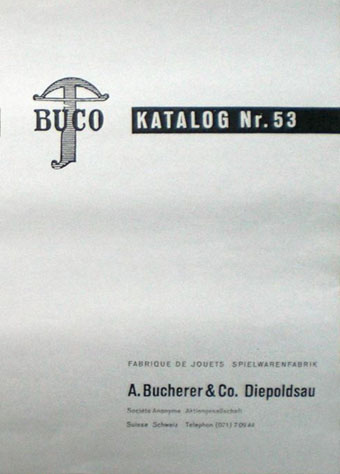 BUCO
KATALOG Nr. 53
FABRIQUE DE JOUETS SPIELWARENFABRIK
A. Bucherer & Co. Diepoldsau
Société Anonyme Aktiengesellschaft
Suisse Schweiz Telephon (071) 7 09 44